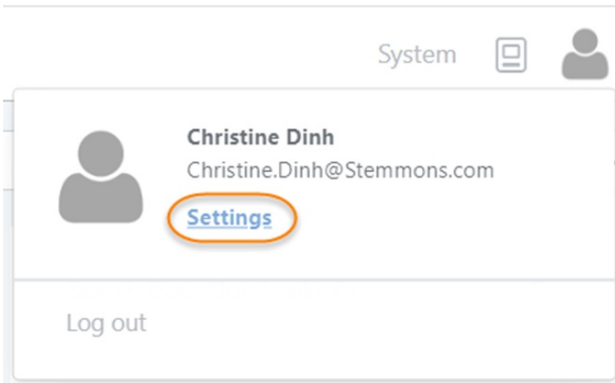 System
Christine Dinh
Christine.Dinh@Stemmons.com
Settings
Log out